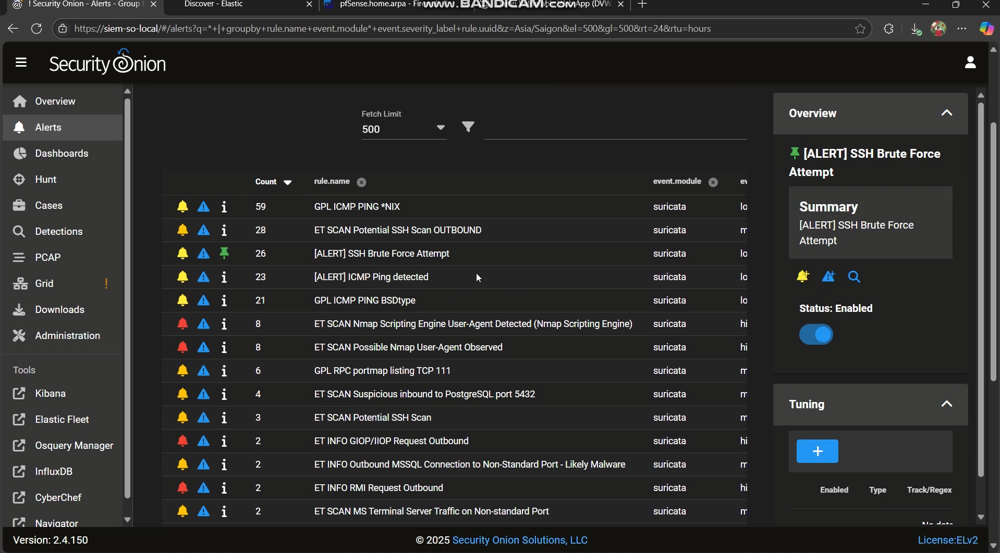 ! Security Onion - Alerts - Group
Discover - Elastic
pfSense.home.arpa - Fire
www.BANDICAM.com
App (DVW
https://siem-so-local/#/alerts?q=*+|+groupby+rule.name+event.module*+event.severity_label+rule.uuid&z=Asia/Saigon&el=500&gl=500&rt=24&rtu=hours
Security Onion
Overview
Alerts
Dashboards
Hunt
Cases
Detections
PCAP
Grid !
Downloads
Administration
Tools
Kibana
Elastic Fleet
Osquery Manager
InfluxDB
CyberChef
Navigator
Fetch Limit
500
Count rule.name event.module ev
59 GPL ICMP PING *NIX suricata lo
28 ET SCAN Potential SSH Scan OUTBOUND suricata m
26 [ALERT] SSH Brute Force Attempt suricata lo
23 [ALERT] ICMP Ping detected suricata lo
21 GPL ICMP PING BSDtype suricata lo
8 ET SCAN Nmap Scripting Engine User-Agent Detected (Nmap Scripting Engine) suricata hi
8 ET SCAN Possible Nmap User-Agent Observed suricata hi
6 GPL RPC portmap listing TCP 111 suricata m
4 ET SCAN Suspicious inbound to PostgreSQL port 5432 suricata m
3 ET SCAN Potential SSH Scan suricata m
2 ET INFO GIOP/IIOP Request Outbound suricata hi
2 ET INFO Outbound MSSQL Connection to Non-Standard Port - Likely Malware suricata m
2 ET INFO RMI Request Outbound suricata hi
2 ET SCAN MS Terminal Server Traffic on Non-standard Port suricata m
Overview
[ALERT] SSH Brute Force
Attempt
Summary
[ALERT] SSH Brute Force
Attempt
Status: Enabled
Tuning
+
Enabled Type Track/Regex
Version: 2.4.150
© 2025 Security Onion Solutions, LLC
License:ELv2